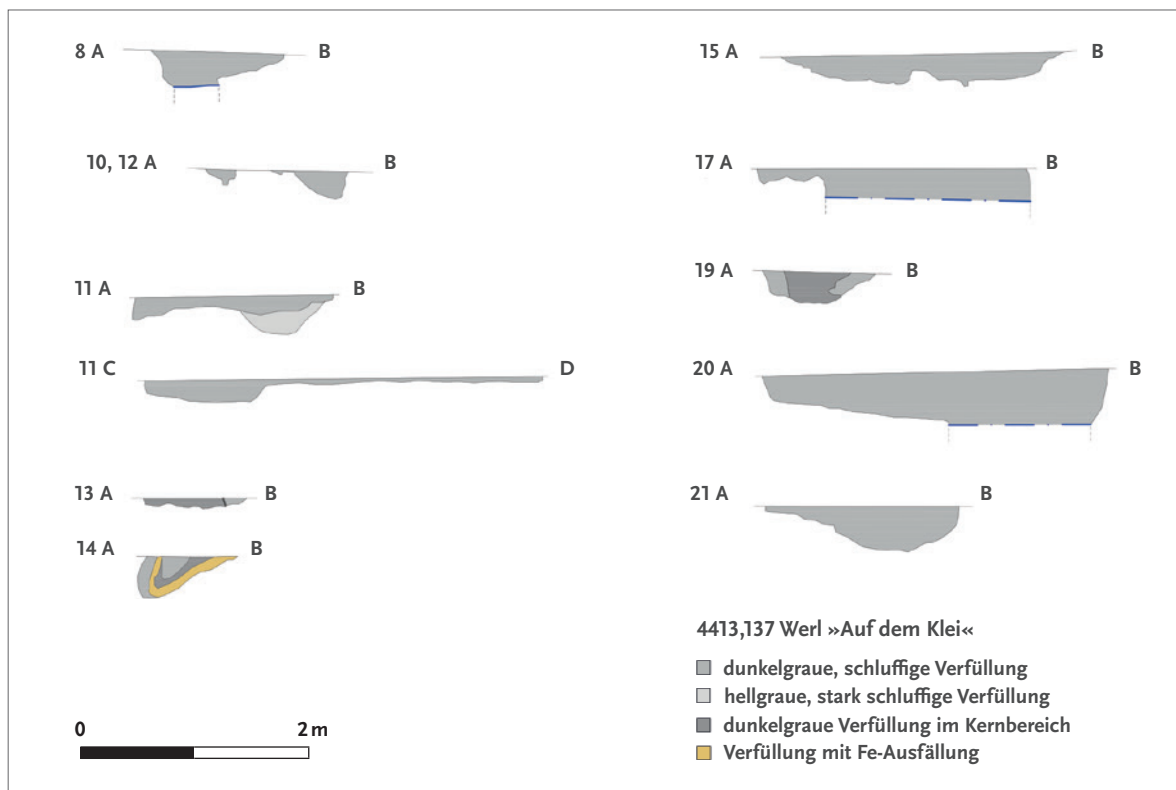 8 A B
10, 12 A B
11 A B
11 C D
13 A B
14 A B
0 2 m
15 A B
17 A B
19 A B
20 A B
21 A B
4413,137 Werl »Auf dem Klei«
dunkelgraue, schluffige Verfüllung
hellgraue, stark schluffige Verfüllung
dunkelgraue Verfüllung im Kernbereich
Verfüllung mit Fe-Ausfällung